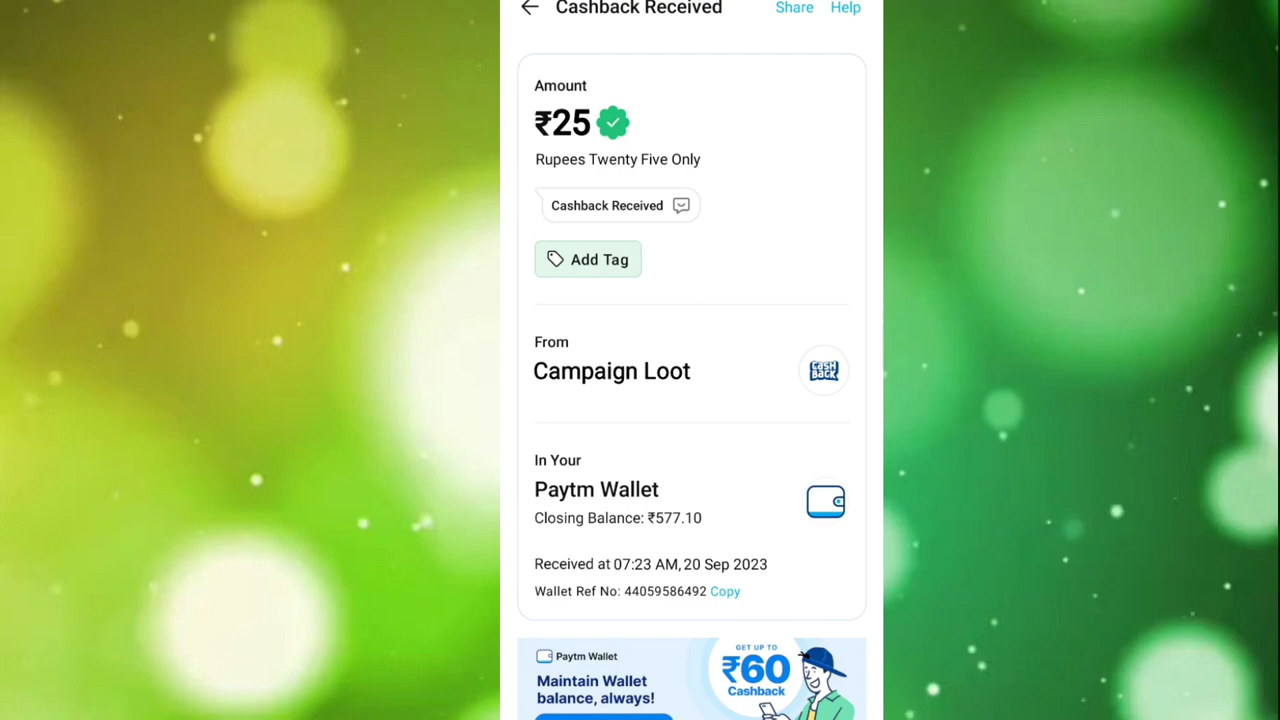 Cashback Received
Share
Help
Amount
₹25
Rupees Twenty Five Only
Cashback Received
Add Tag
From
Campaign Loot
CASH
BACK
In Your
Paytm Wallet
Closing Balance: ₹577.10
Received at 07:23 AM, 20 Sep 2023
Wallet Ref No: 44059586492 Copy
Paytm Wallet
Maintain Wallet
balance, always!
GET UP TO
₹60
Cashback